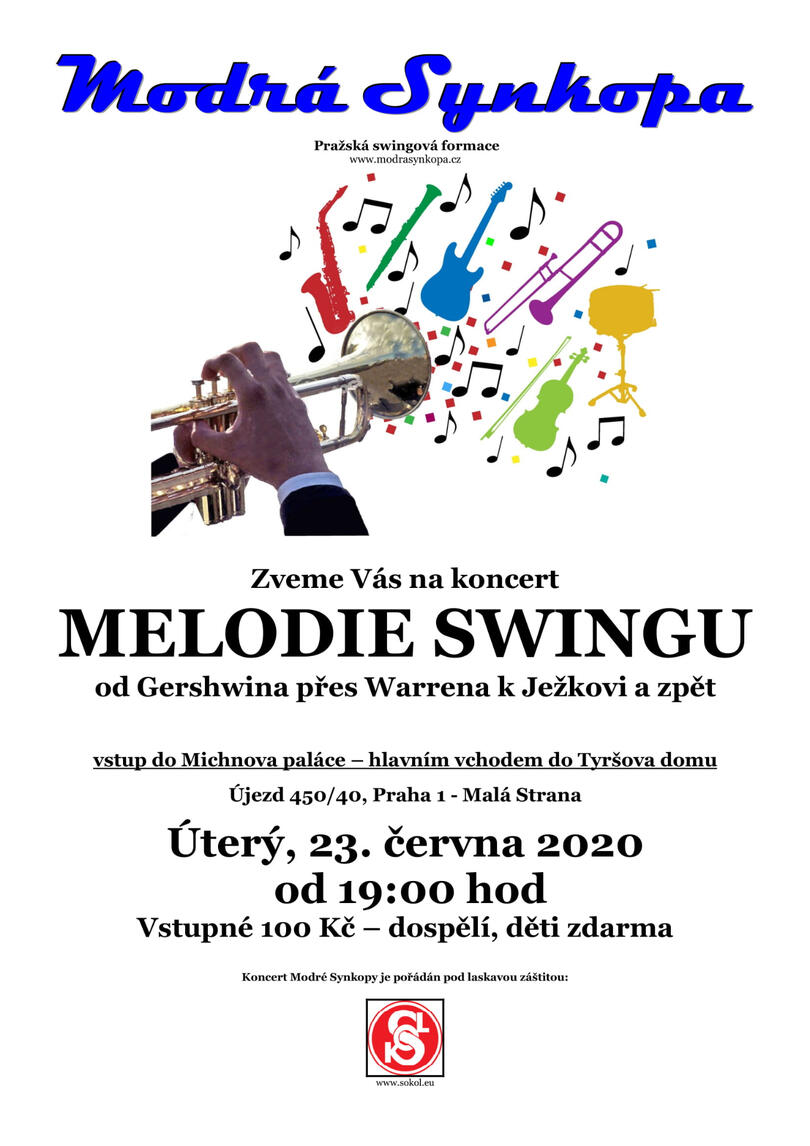 Modrá Synkopa
Pražská swingová formace
www.modrasynkopa.cz
Zveme Vás na koncert
MELODIE SWINGU
od Gershwina přes Warrena k Ježkovi a zpět
vstup do Michnova paláce – hlavním vchodem do Tyršova domu
Újezd 450/40, Praha 1 - Malá Strana
Úterý, 23. června 2020
od 19:00 hod
Vstupné 100 Kč – dospělí, děti zdarma
Koncert Modré Synkopy je pořádán pod laskavou záštitou:
SOKOL
www.sokol.eu